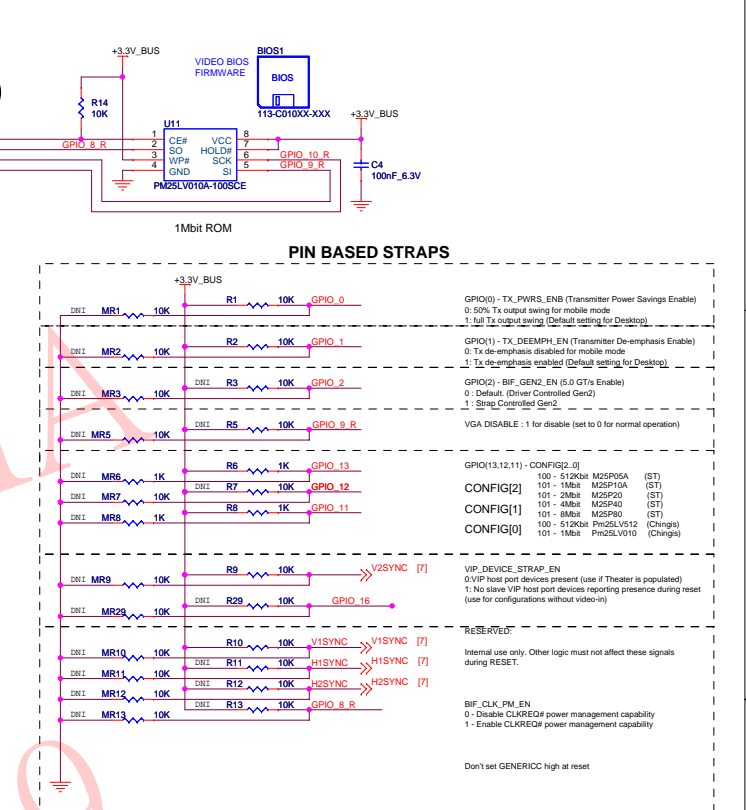 +3.3V_BUS
BIOS1
VIDEO BIOS
FIRMWARE
BIOS
113-C010XX-XXX
R14
10K
U11
+3.3V_BUS
1 CE# VCC 8
GPIO_8_R 2 SO HOLD# 7
3 WP# SCK 6 GPIO_10_R
4 GND SI 5 GPIO_9_R
PM25LV010A-100SCE
C4
100nF_6.3V
1Mbit ROM
PIN BASED STRAPS
+3.3V_BUS
R1 10K GPIO_0
DNI MR1 10K
GPIO(0) - TX_PWRS_ENB (Transmitter Power Savings Enable)
0: 50% Tx output swing for mobile mode
1: full Tx output swing (Default setting for Desktop)
R2 10K GPIO_1
DNI MR2 10K
GPIO(1) - TX_DEEMPH_EN (Transmitter De-emphasis Enable)
0: Tx de-emphasis disabled for mobile mode
1: Tx de-emphasis enabled (Default setting for Desktop)
DNI R3 10K GPIO_2
DNI MR3 10K
GPIO(2) - BIF_GEN2_EN (5.0 GT/s Enable)
0 : Default. (Driver Controlled Gen2)
1 : Strap Controlled Gen2
DNI R5 10K GPIO_9_R
DNI MR5 10K
VGA DISABLE : 1 for disable (set to 0 for normal operation)
R6 1K GPIO_13
DNI MR6 1K
DNI R7 10K GPIO_12
DNI MR7 10K
R8 1K GPIO_11
DNI MR8 1K
GPIO(13,12,11) - CONFIG[2..0]
CONFIG[2]
CONFIG[1]
CONFIG[0]
100 - 512Kbit M25P05A (ST)
101 - 1Mbit M25P10A (ST)
101 - 2Mbit M25P20 (ST)
101 - 4Mbit M25P40 (ST)
101 - 8Mbit M25P80 (ST)
100 - 512Kbit Pm25LV512 (Chingis)
101 - 1Mbit Pm25LV010 (Chingis)
DNI R9 10K V2SYNC [7]
DNI MR9 10K
DNI R29 10K GPIO_16
DNI MR29 10K
VIP_DEVICE_STRAP_EN
0:VIP host port devices present (use if Theater is populated)
1: No slave VIP host port devices reporting presence during reset
(use for configurations without video-in)
RESERVED:
Internal use only. Other logic must not affect these signals
during RESET.
DNI R10 10K V1SYNC V1SYNC [7]
DNI MR10 10K
DNI R11 10K H1SYNC H1SYNC [7]
DNI MR11 10K
DNI R12 10K H2SYNC H2SYNC [7]
DNI MR12 10K
DNI R13 10K GPIO_8_R
DNI MR13 10K
BIF_CLK_PM_EN
0 - Disable CLKREQ# power management capability
1 - Enable CLKREQ# power management capability
Don't set GENERICC high at reset